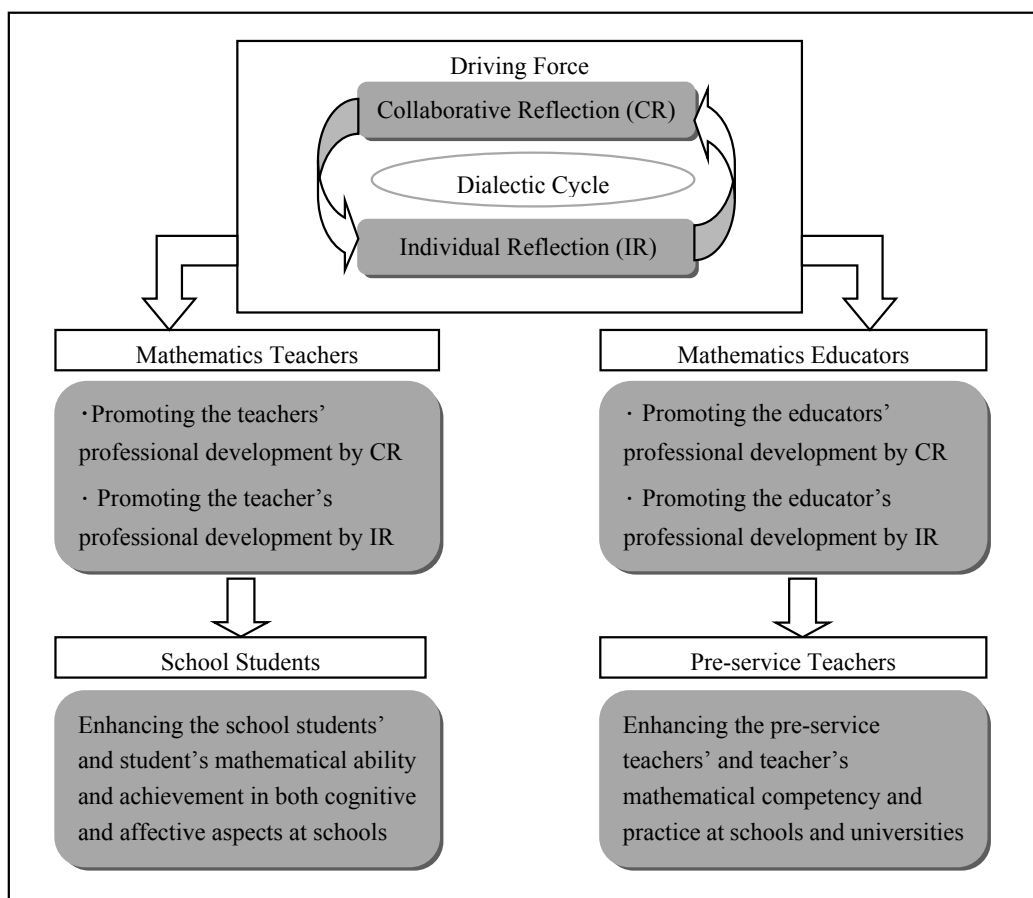 Driving Force
Collaborative Reflection (CR)
Dialectic Cycle
Individual Reflection (IR)
Mathematics Teachers
·Promoting the teachers’
professional development by CR
· Promoting the teacher’s
professional development by IR
School Students
Enhancing the school students’
and student’s mathematical ability
and achievement in both cognitive
and affective aspects at schools
Mathematics Educators
· Promoting the educators’
professional development by CR
· Promoting the educator’s
professional development by IR
Pre-service Teachers
Enhancing the pre-service
teachers’ and teacher’s
mathematical competency and
practice at schools and universities